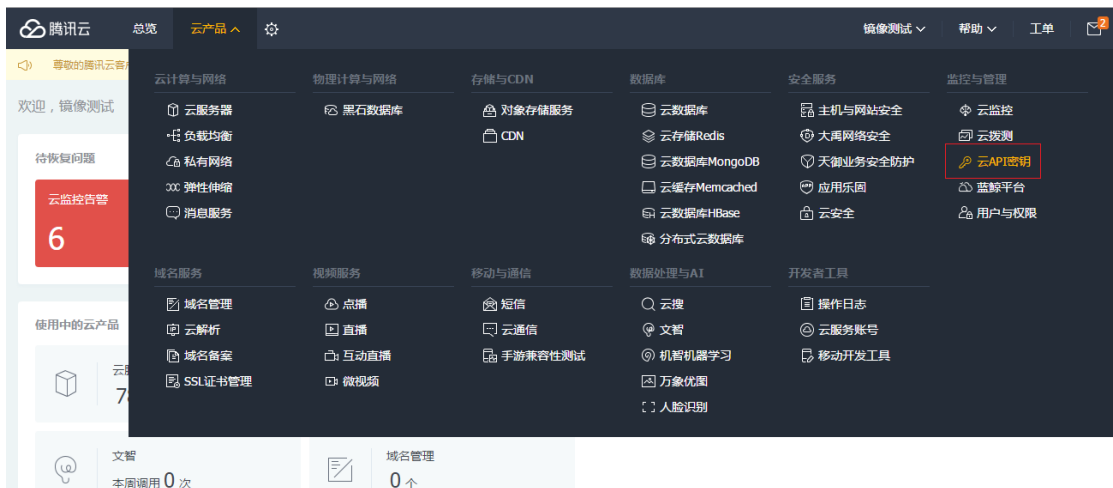 腾讯云 总览 云产品 镜像测试 帮助 工单 2
尊敬的腾讯云客
欢迎，镜像测试
待恢复问题
云监控告警
6
使用中的云产品
云计算与网络
云服务器
负载均衡
私有网络
弹性伸缩
消息服务
物理计算与网络
黑石数据库
存储与CDN
对象存储服务
CDN
数据库
云数据库
云存储Redis
云数据库MongoDB
云缓存Memcached
云数据库HBase
分布式云数据库
安全服务
主机与网站安全
大禹网络安全
天御业务安全防护
应用乐固
云安全
监控与管理
云监控
云拨测
云API密钥
蓝鲸平台
用户与权限
域名服务
域名管理
云解析
域名备案
SSL证书管理
视频服务
点播
直播
互动直播
微视频
移动与通信
短信
云通信
手游兼容性测试
数据处理与AI
云搜
文智
机智机器学习
万象优图
人脸识别
开发者工具
操作日志
云服务账号
移动开发工具
文智
本周调用 0 次
域名管理
0 个